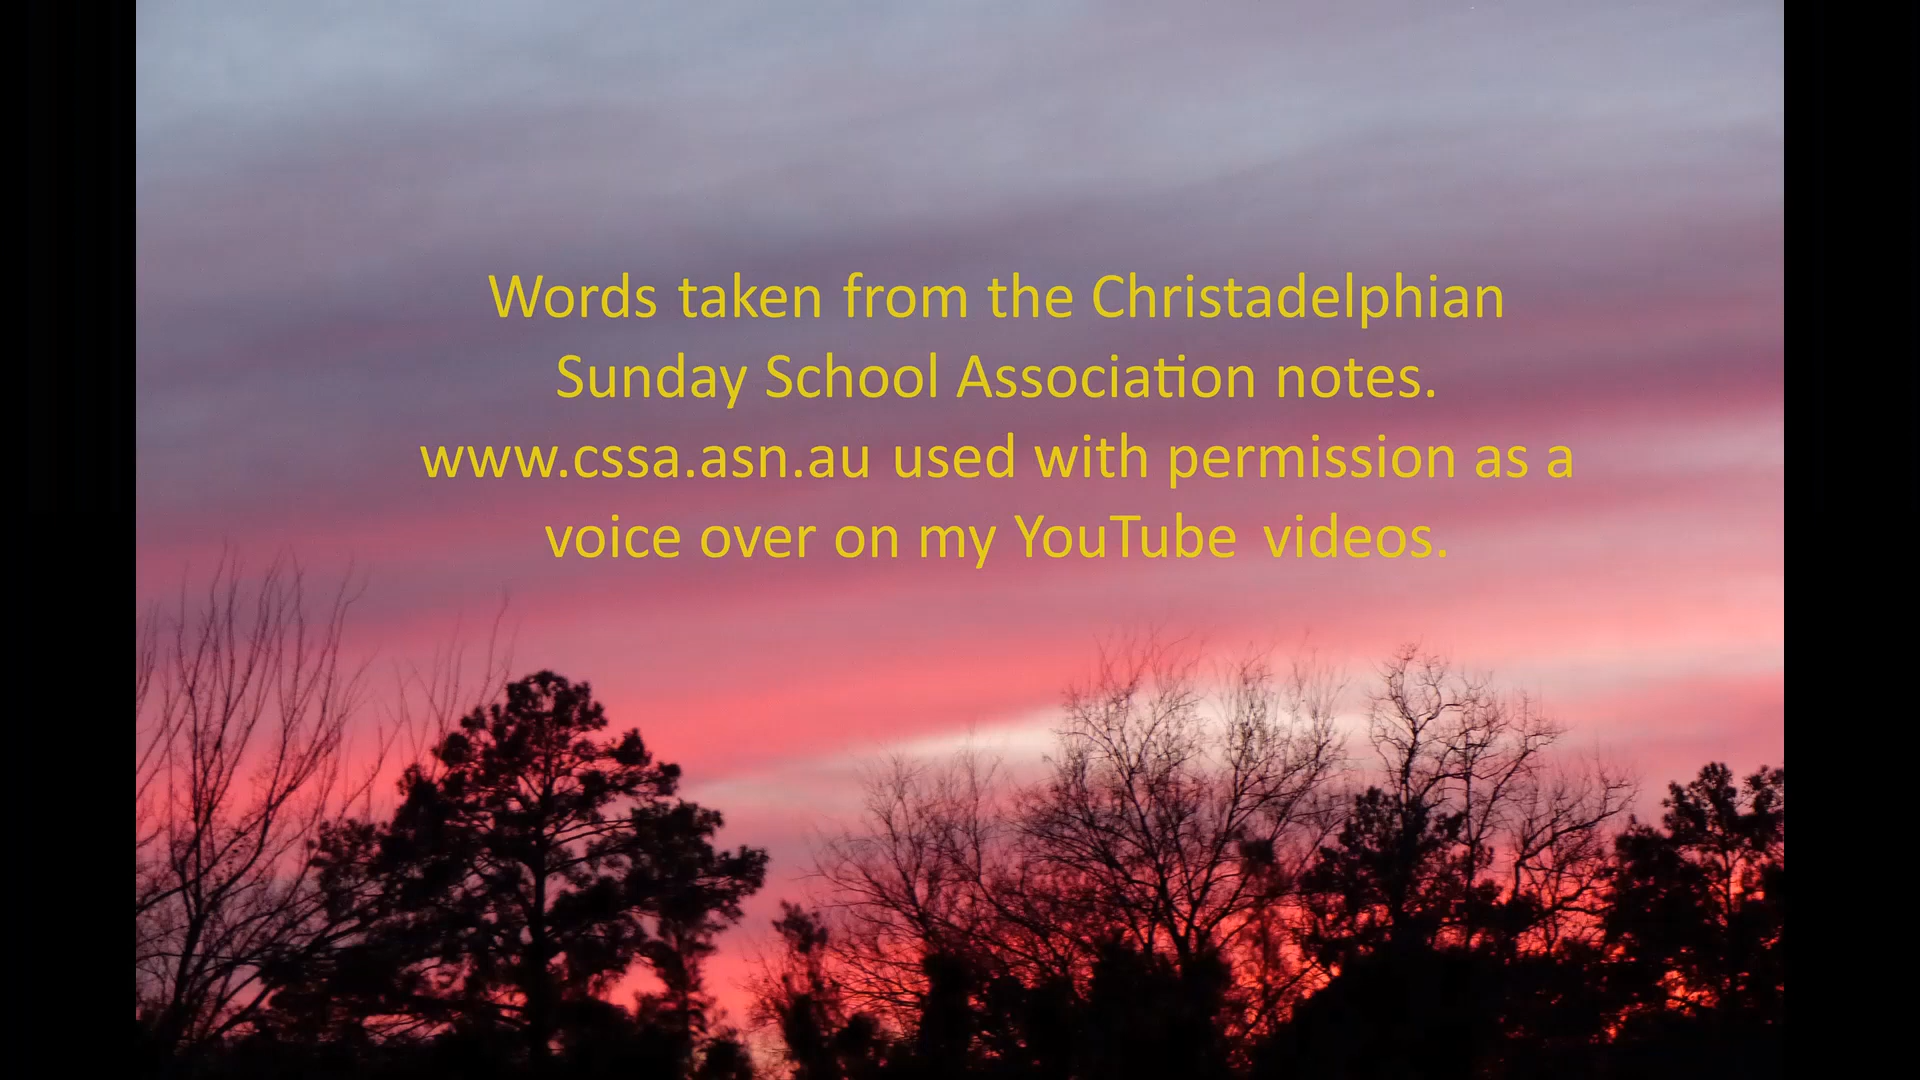 Words taken from the Christadelphian
Sunday School Association notes.
www.cssa.asn.au used with permission as a
voice over on my YouTube videos.